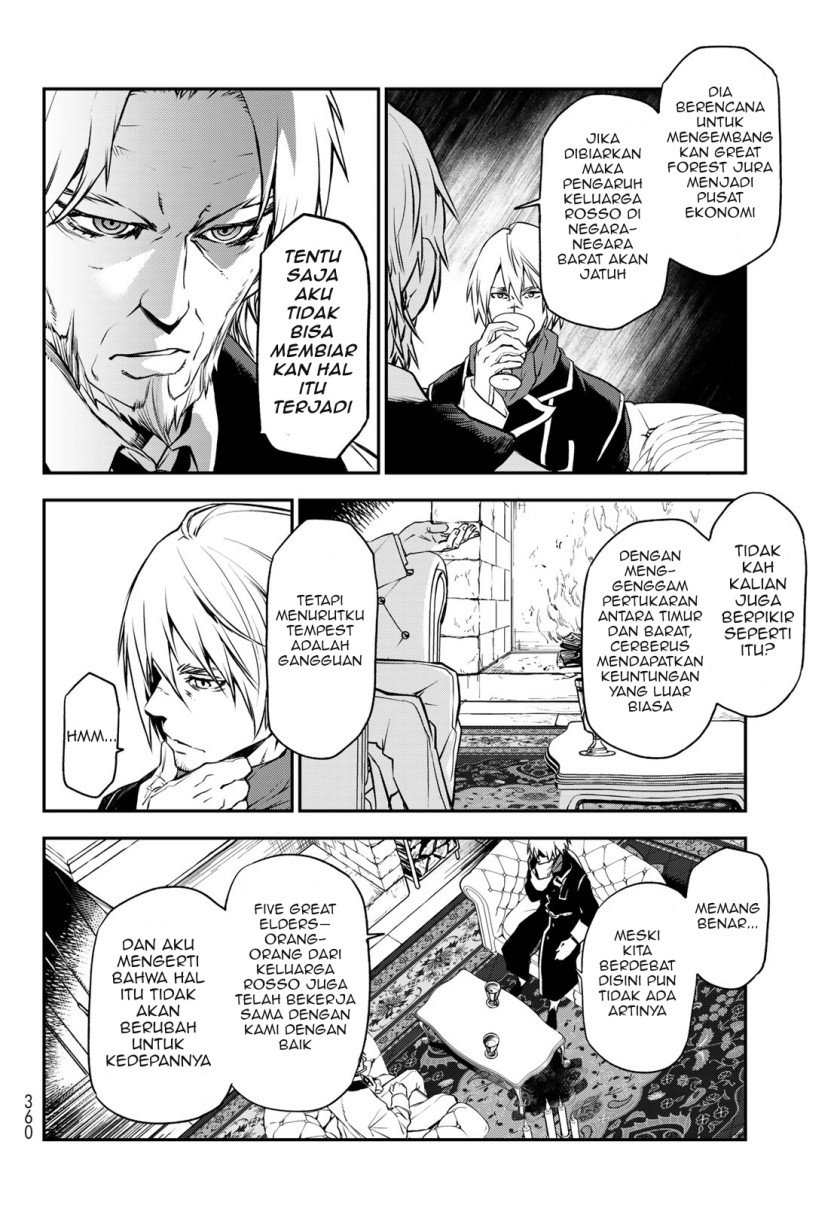 DIA
BERENCANA
UNTUK
MENGEMBANG
KAN GREAT
FOREST JURA
MENJADI
PUSAT
EKONOMI
JIKA
DIBIARKAN
MAKA
PENGARUH
KELUARGA
ROSSO DI
NEGARA-
NEGARA
BARAT AKAN
JATUH
TENTU
SAJA AKU
TIDAK
BISA
MEMBIAR
KAN HAL
ITU
TERJADI
TIDAK
KAH
KALIAN
JUGA
BERPIKIR
SEPERTI
ITU?
DENGAN
MENG-
GENGGAM
PERTUKARAN
ANTARA TIMUR
DAN BARAT,
CERBERUS
MENDAPATKAN
KEUNTUNGAN
YANG LUAR
BIASA
TETAPI
MENURUTKU
TEMPEST
ADALAH
GANGGUAN
HMM...
MEMANG
BENAR...
MESKI
KITA
BERDEBAT
DISINI PUN
TIDAK ADA
ARTINYA
FIVE GREAT
ELDERS—
ORANG-
ORANG DARI
KELUARGA
ROSSO JUGA
TELAH BEKERJA
SAMA DENGAN
KAMI DENGAN
BAIK
DAN AKU
MENGERTI
BAHWA HAL
ITU TIDAK
AKAN
BERUBAH
UNTUK
KEDEPANNYA
360